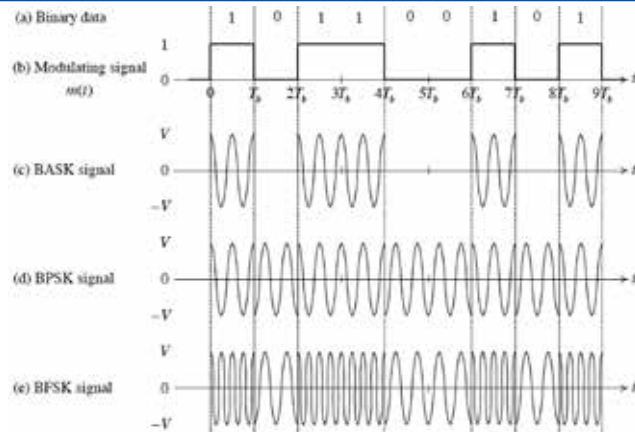 (a) Binary data 1 0 1 1 0 0 1 0 1
1
(b) Modulating signal
0
t
m(t)
0 T_b 2T_b 3T_b 4T_b 5T_b 6T_b 7T_b 8T_b 9T_b
V
(c) BASK signal 0 t
−V
V
(d) BPSK signal 0 t
−V
V
(e) BFSK signal 0 t
−V